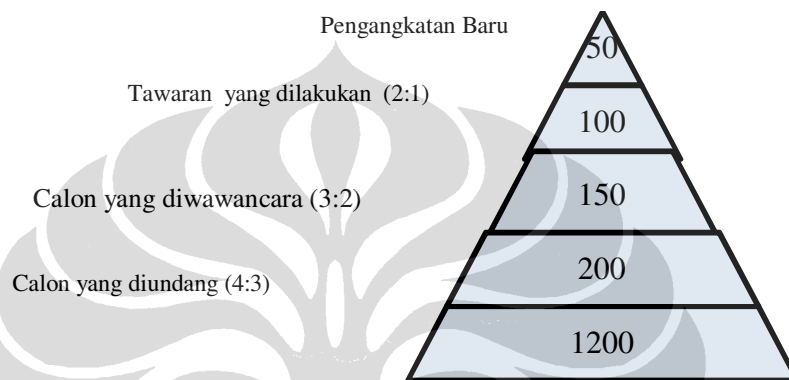 Pengangkatan Baru
50
Tawaran yang dilakukan (2:1)
100
Calon yang diwawancara (3:2)
150
Calon yang diundang (4:3)
200
1200